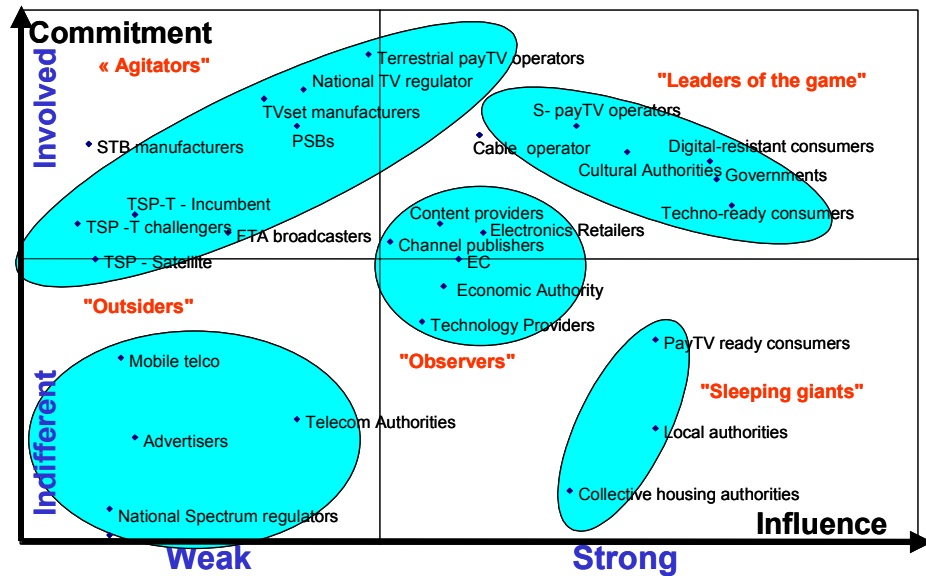 Commitment
Involved
« Agitators"
Terrestrial payTV operators
National TV regulator
TVset manufacturers
PSBs
STB manufacturers
TSP-T - Incumbent
TSP -T challengers
FTA broadcasters
TSP - Satellite
"Leaders of the game"
S- payTV operators
Cable operator
Digital-resistant consumers
Cultural Authorities
Governments
Techno-ready consumers
Content providers
Electronics Retailers
Channel publishers
EC
Economic Authority
Technology Providers
"Observers"
"Outsiders"
Indifferent
Mobile telco
Telecom Authorities
Advertisers
National Spectrum regulators
PayTV ready consumers
"Sleeping giants"
Local authorities
Collective housing authorities
Influence
Weak
Strong